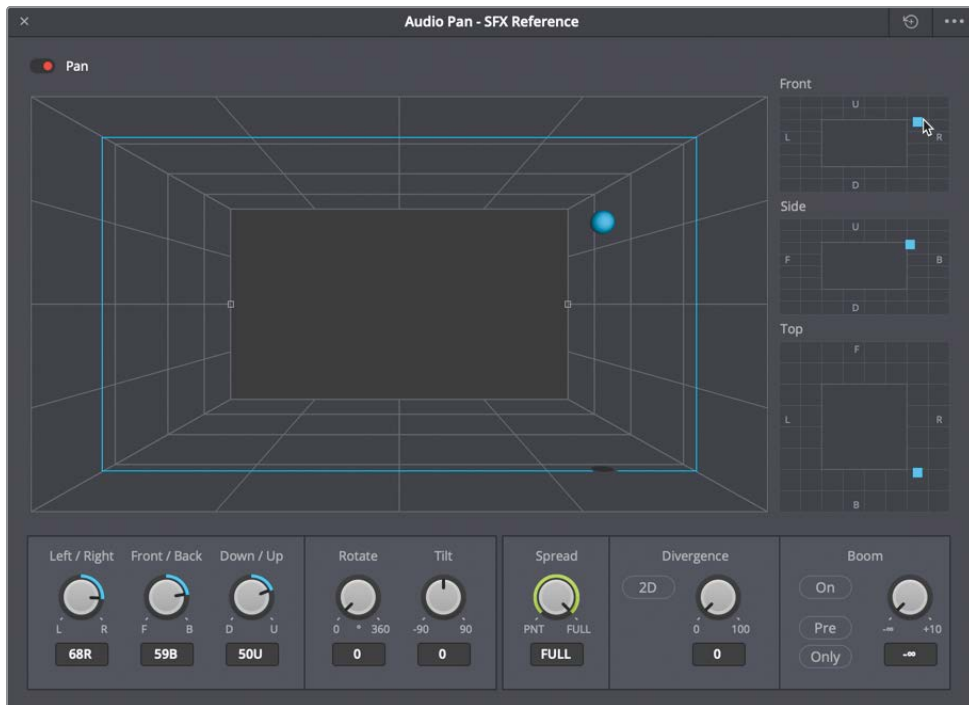 Audio Pan - SFX Reference
Pan
Front
U
L
R
D
Side
U
F
B
D
Top
F
L
R
B
Left / Right
Front / Back
Down / Up
Rotate
Tilt
Spread
Divergence
Boom
2D
On
Pre
Only
L R
F B
D U
0 ° 360
-90 90
PNT FULL
0 100
-∞ +10
68R
59B
50U
0
0
FULL
0
-∞